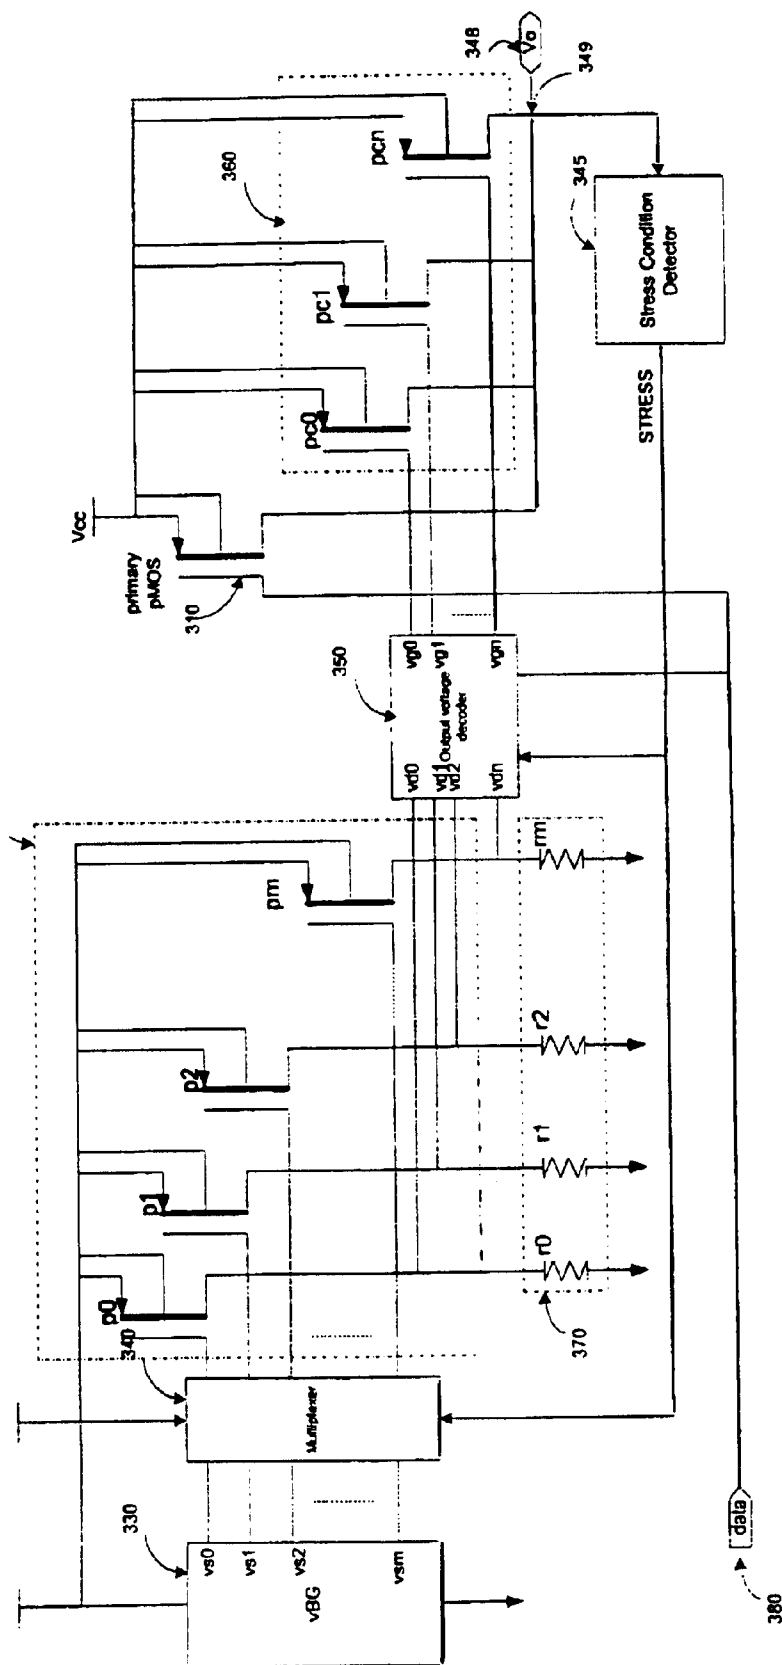 330
vs0
vs1
vs2
vsm
vBG
340
Multiplexer
p0
p1
p2
pm
r0
r1
r2
rm
370
350
vd0
vd1
vd2
vdn
Output voltage
decoder
vg0
vg1
vgn
Vcc
primary
pMOS
310
pc0
pc1
pcn
360
348
Vo
349
345
Stress Condition
Detector
STRESS
data
380